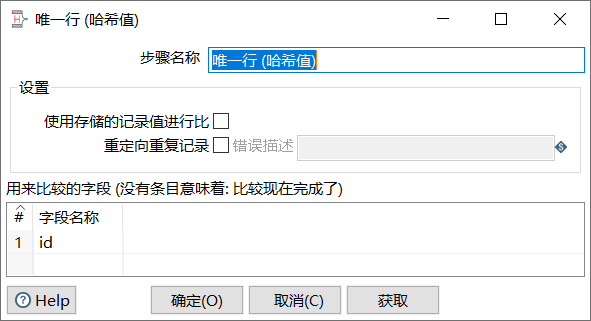 唯一行 (哈希值)
步骤名称 唯一行 (哈希值)
设置
使用存储的记录值进行比
重定向重复记录 错误描述
用来比较的字段 (没有条目意味着: 比较现在完成了)
# 字段名称
1 id
Help 确定(O) 取消(C) 获取